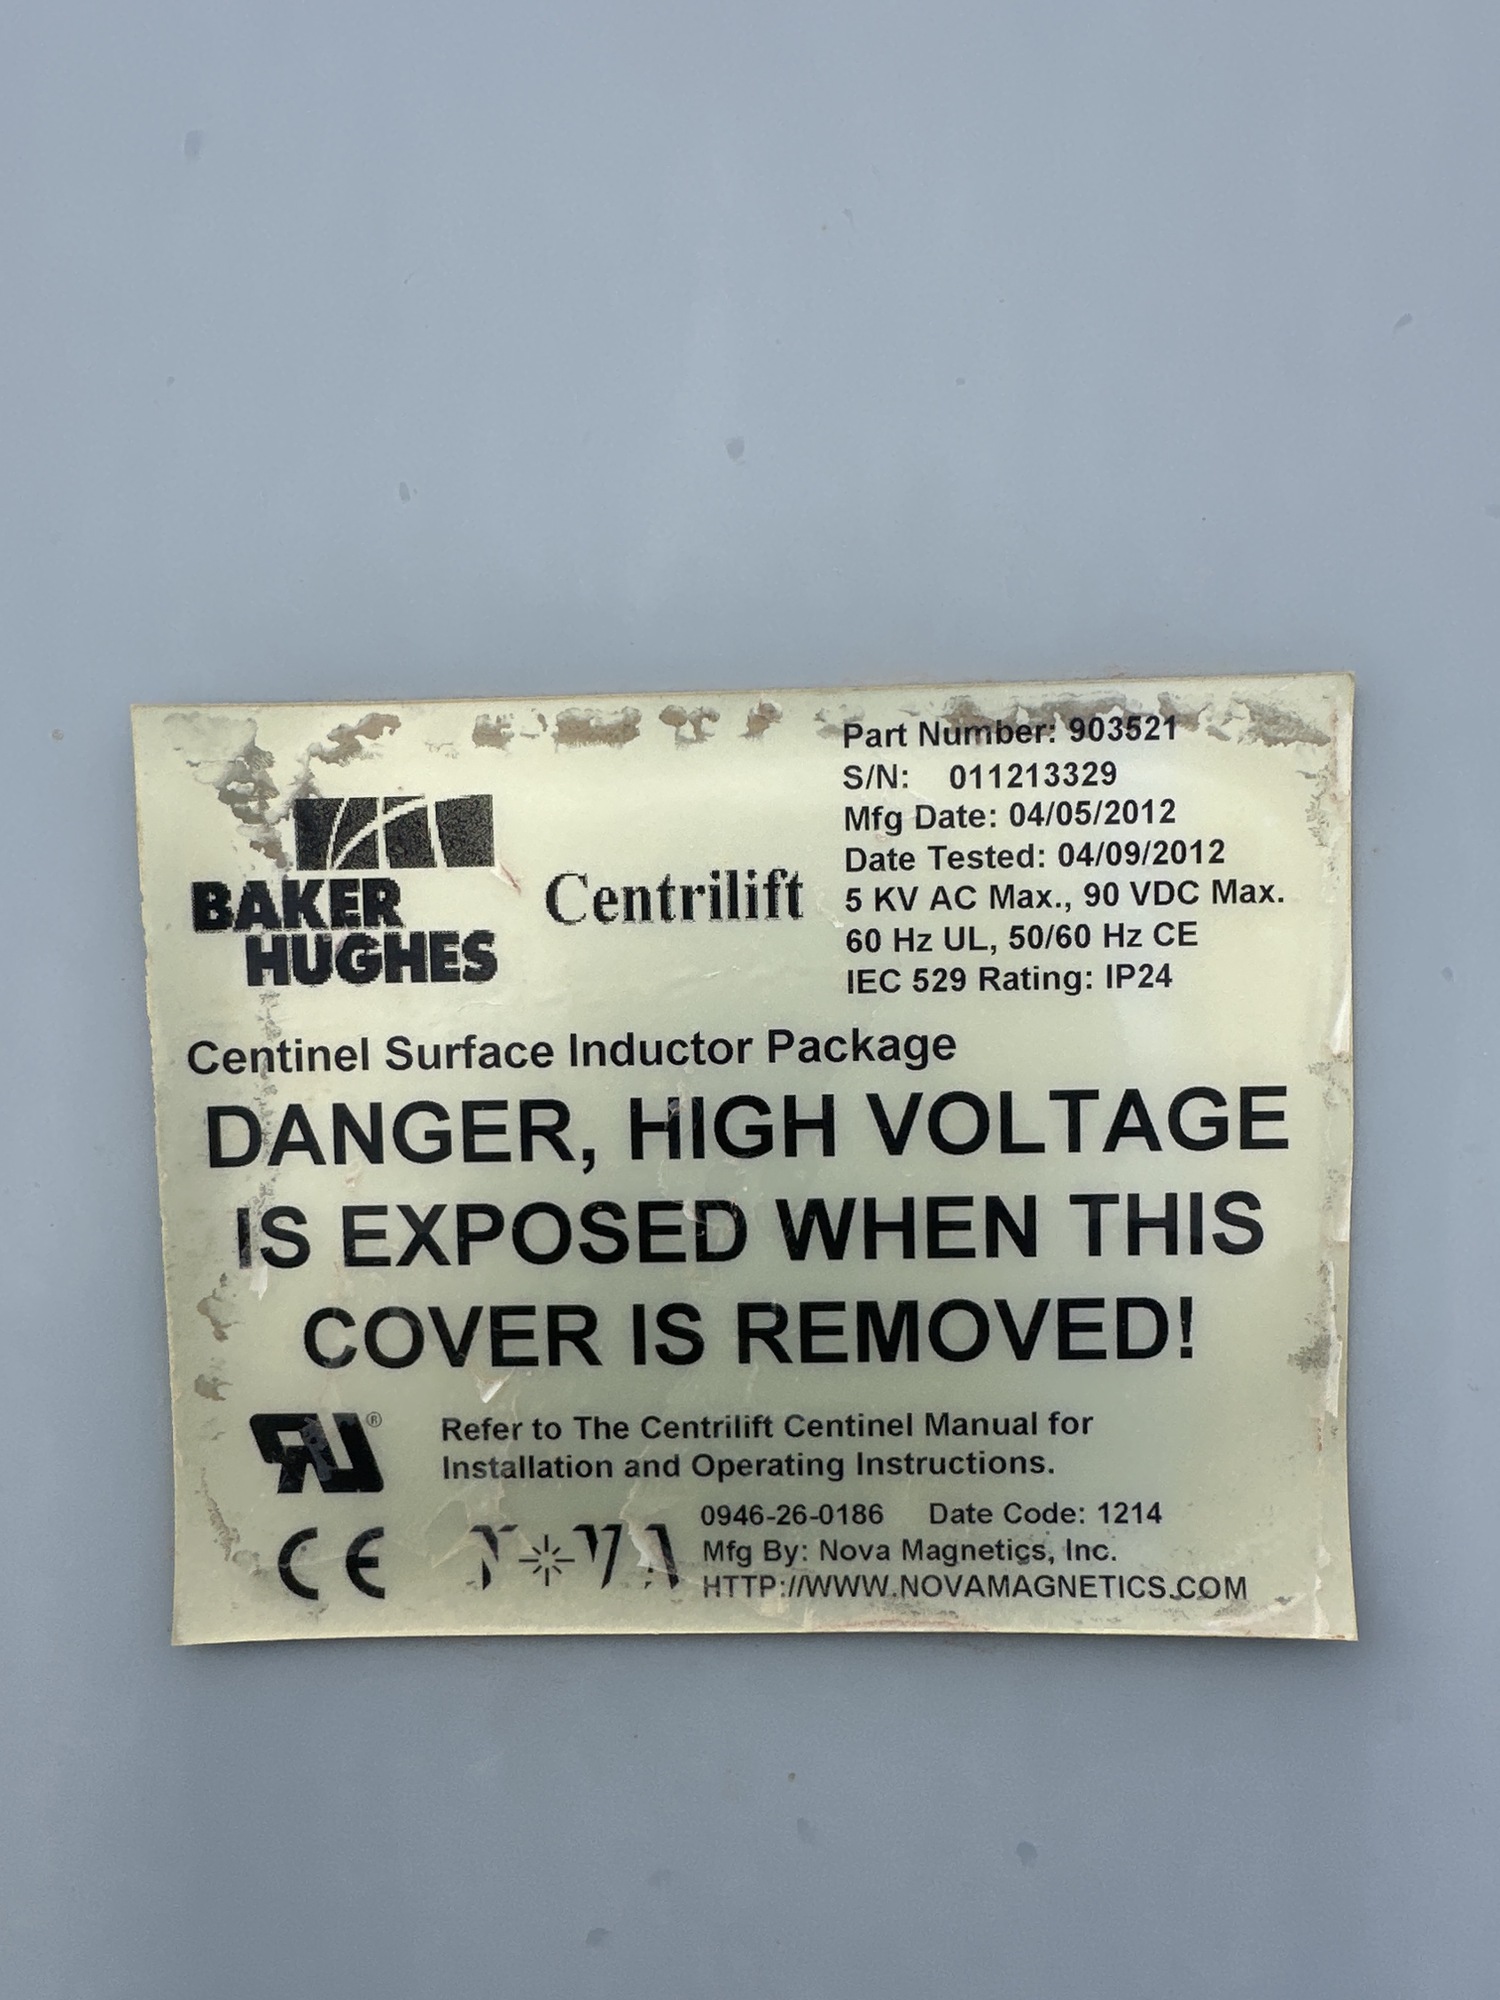 Part Number: 903521
S/N: 011213329
Mfg Date: 04/05/2012
Date Tested: 04/09/2012
5 KV AC Max., 90 VDC Max.
60 Hz UL, 50/60 Hz CE
IEC 529 Rating: IP24
BAKER
HUGHES
Centrilift
Centinel Surface Inductor Package
DANGER, HIGH VOLTAGE
IS EXPOSED WHEN THIS
COVER IS REMOVED!
RU®
Refer to The Centrilift Centinel Manual for
Installation and Operating Instructions.
CE
NOVA
0946-26-0186 Date Code: 1214
Mfg By: Nova Magnetics, Inc.
HTTP://WWW.NOVAMAGNETICS.COM